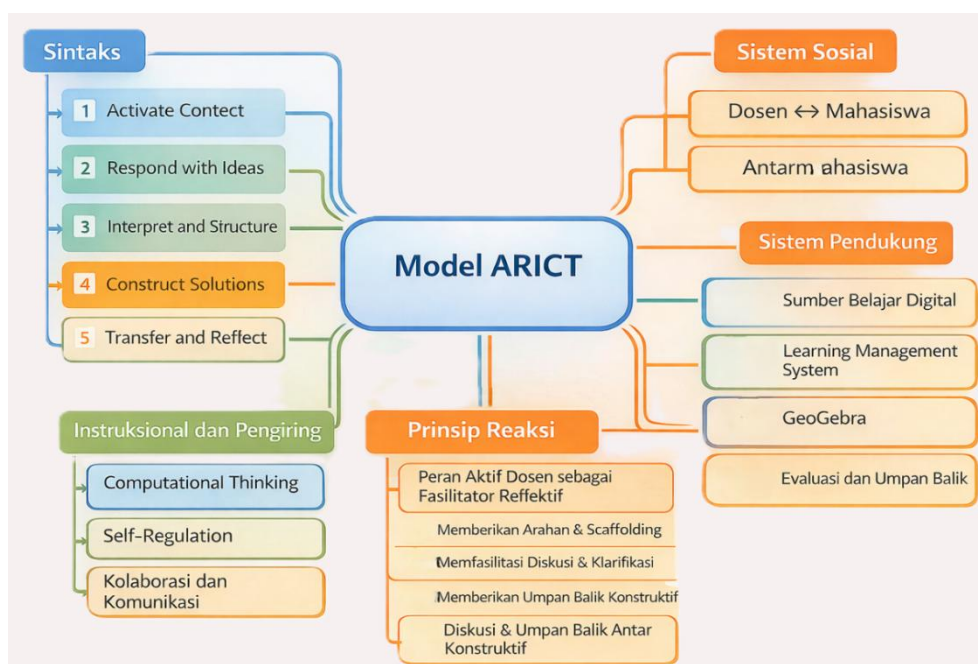 Sintaks
1 Activate Contect
2 Respond with Ideas
3 Interpret and Structure
4 Construct Solutions
5 Transfer and Reffect
Model ARICT
Sistem Sosial
Dosen ↔ Mahasiswa
Antarm ahasiswa
Sistem Pendukung
Sumber Belajar Digital
Learning Management
System
GeoGebra
Evaluasi dan Umpan Balik
Instruksional dan Pengiring
Computational Thinking
Self-Regulation
Kolaborasi dan
Komunikasi
Prinsip Reaksi
Peran Aktif Dosen sebagai
Fasilitator Reffektif
Memberikan Arahan & Scaffolding
Memfasilitasi Diskusi & Klarifikasi
Memberikan Umpan Balik Konstruktif
Diskusi & Umpan Balik Antar
Konstruktif